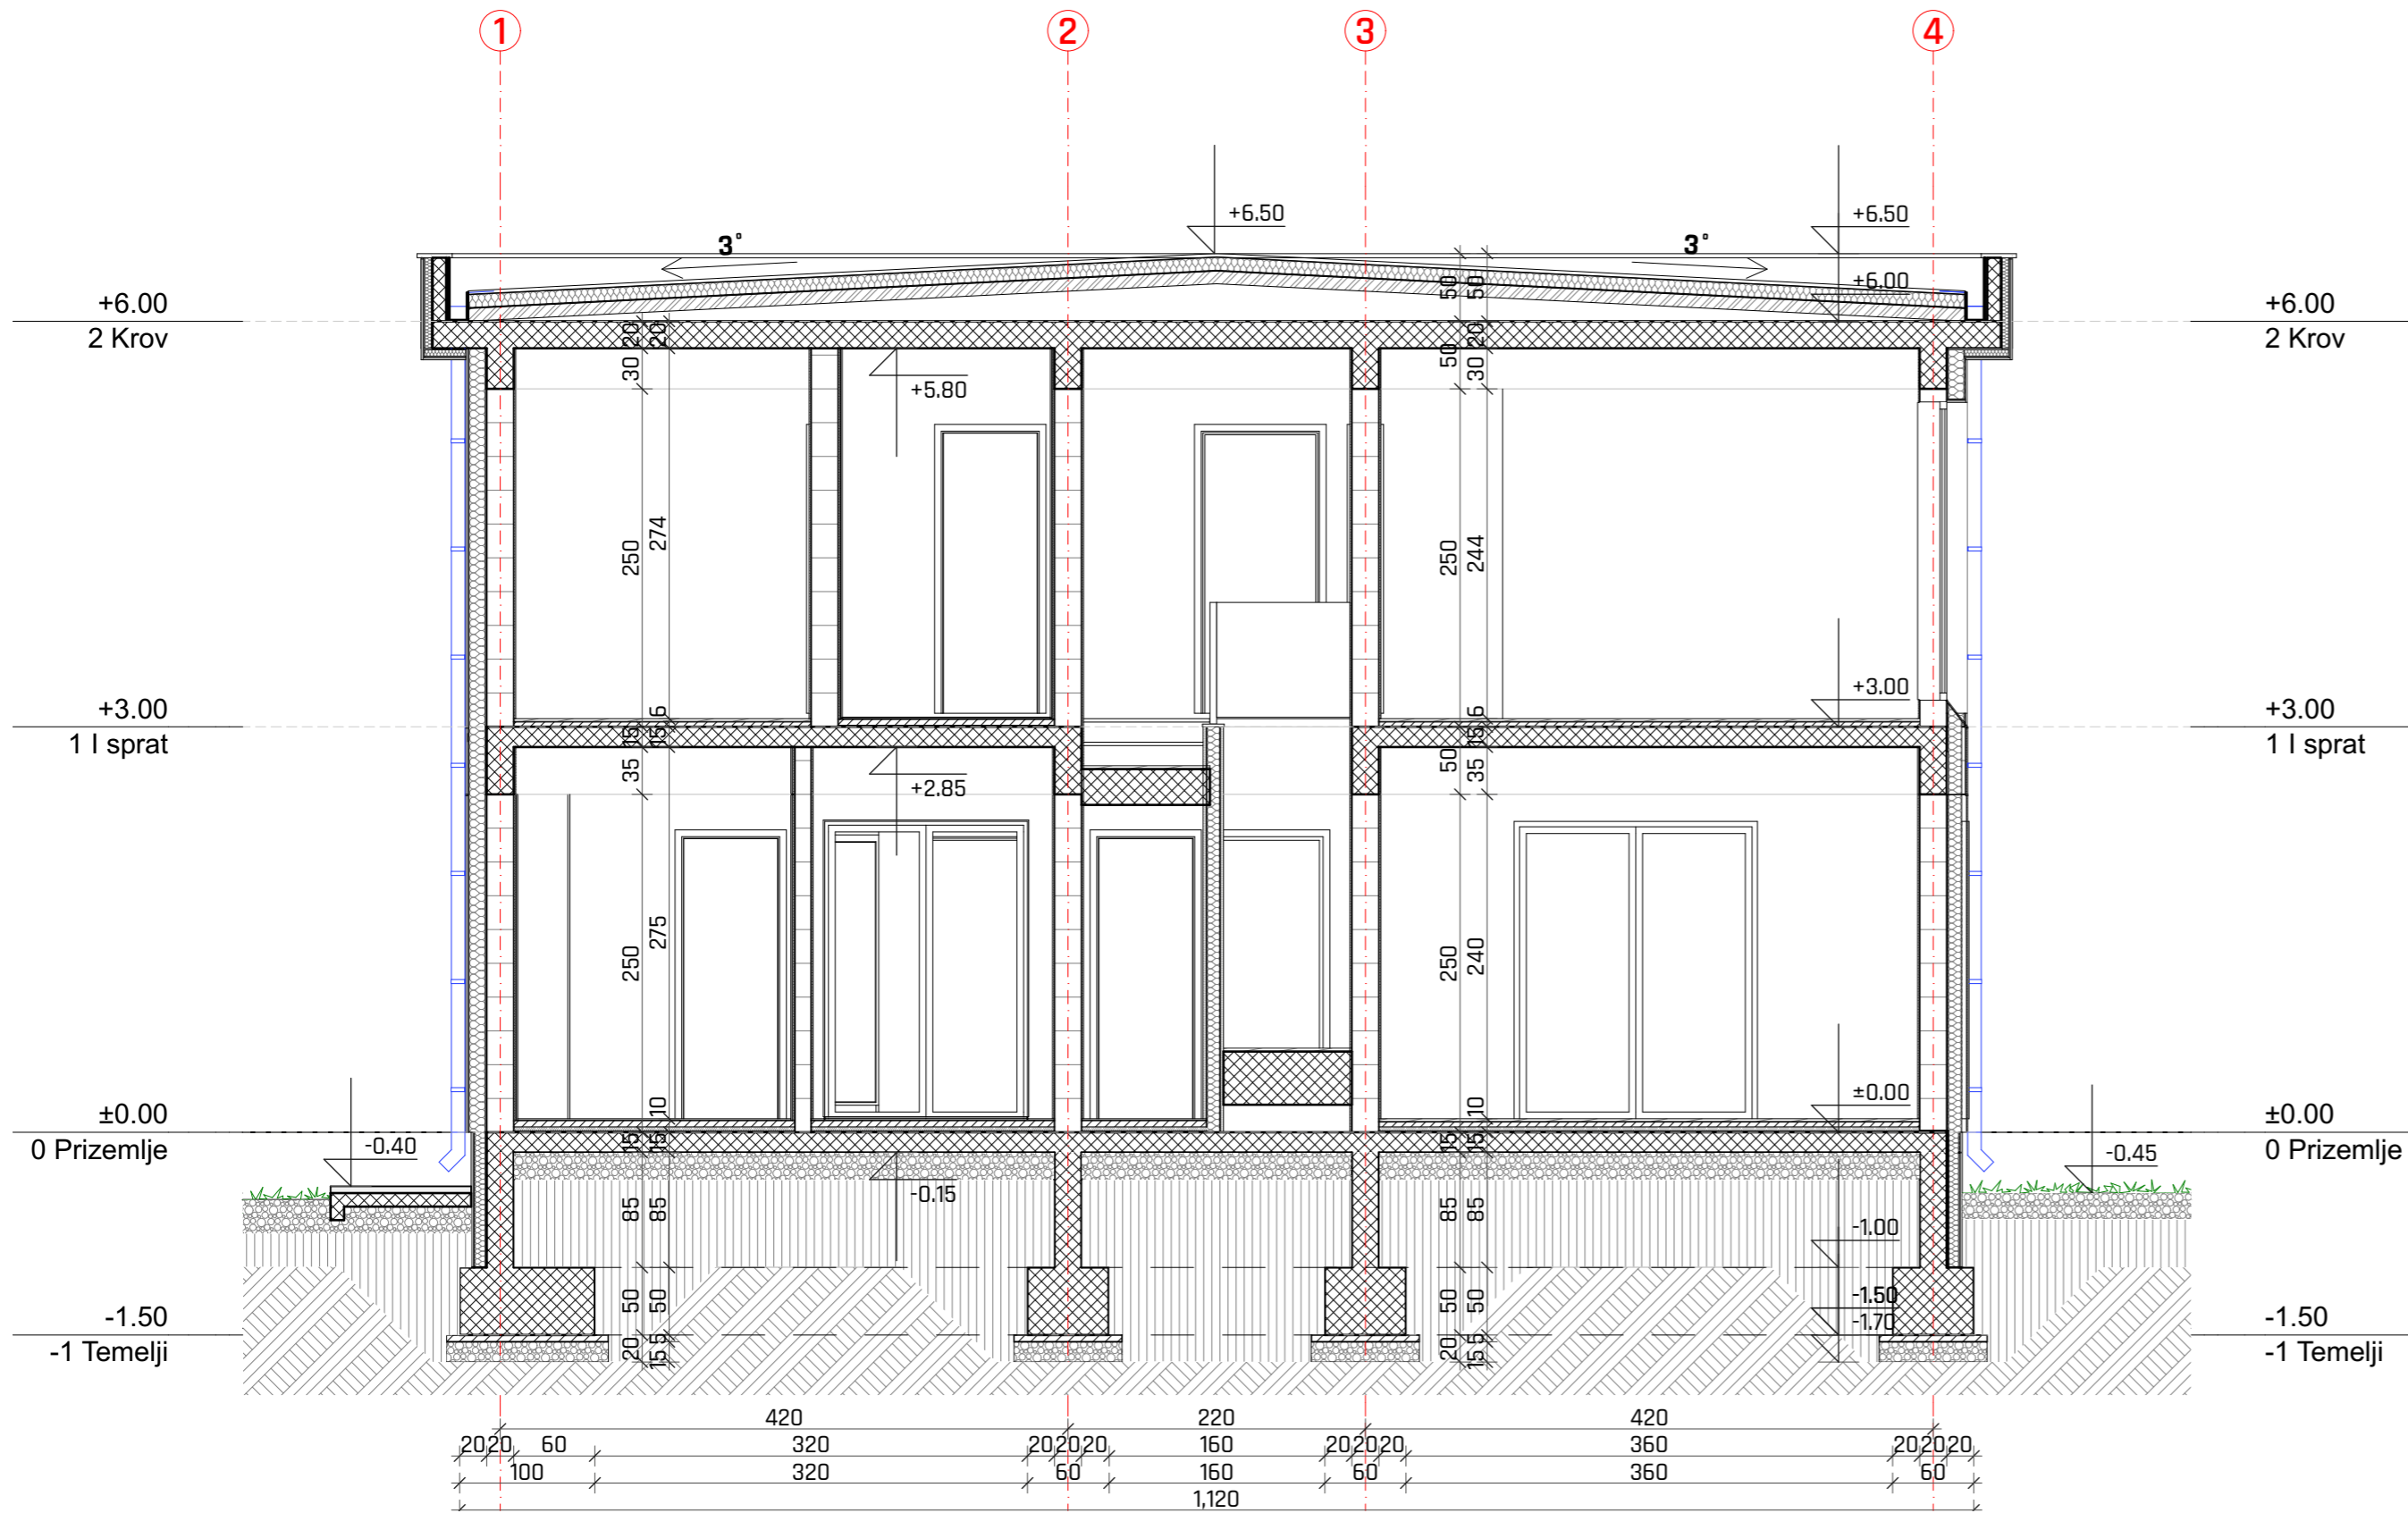 1 2 3 4
+6.50 +6.50
3° 3°
+6.00 50 50 +6.00 +6.00
2 Krov 20 20 50 20 2 Krov
30 +5.80 30
250 274 250 244
+3.00 6 +3.00 6 +3.00
1 I sprat 15 15 15 1 I sprat
35 +2.85 50 35
250 275 250 240
±0.00 10 10 ±0.00 ±0.00
0 Prizemlje -0.40 15 15 15 15 -0.45 0 Prizemlje
-0.15
85 85 85 85 -1.00
-1.50 50 50 50 50 -1.50 -1.50
-1 Temelji 20 15 5 20 15 5 -1.70 -1 Temelji
420 220 420
20 20 60 320 20 20 20 160 20 20 20 360 20 20 20
100 320 60 160 60 360 60
1,120